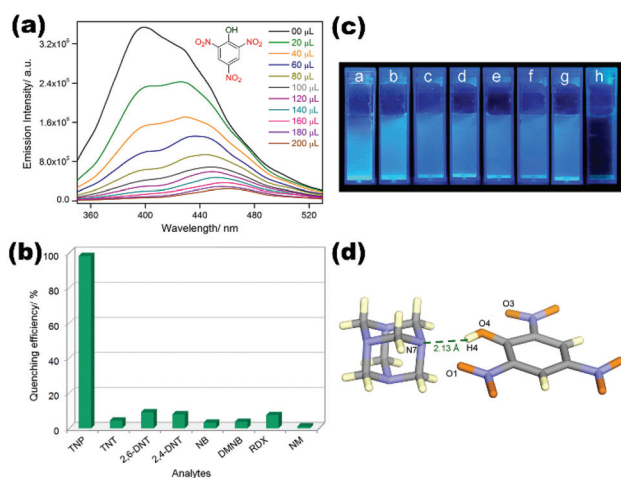 (a)
Emission Intensity/ a.u.
3.2x10⁶
2.4x10⁶
1.6x10⁶
8.0x10⁵
0.0
360 400 440 480 520
Wavelength/ nm
OH
O₂N NO₂
NO₂
00 µL
20 µL
40 µL
60 µL
80 µL
100 µL
120 µL
140 µL
160 µL
180 µL
200 µL
(b)
Quenching efficiency/ %
100
80
60
40
20
0
TNP TNT 2,6-DNT 2,4-DNT NB DMNB RDX NM
Analytes
(c)
a b c d e f g h
(d)
O3
O4
N7
2.13 Å
H4
O1